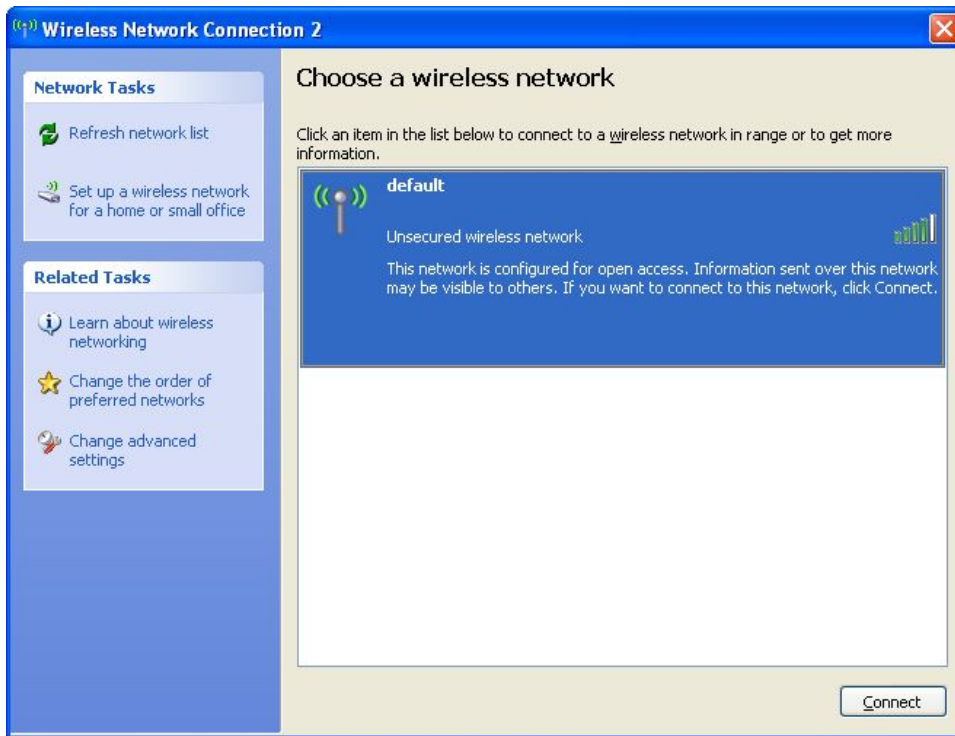 Wireless Network Connection 2
Network Tasks
Refresh network list
Set up a wireless network
for a home or small office
Related Tasks
Learn about wireless
networking
Change the order of
preferred networks
Change advanced
settings
Choose a wireless network
Click an item in the list below to connect to a wireless network in range or to get more
information.
default
Unsecured wireless network
This network is configured for open access. Information sent over this network
may be visible to others. If you want to connect to this network, click Connect.
Connect